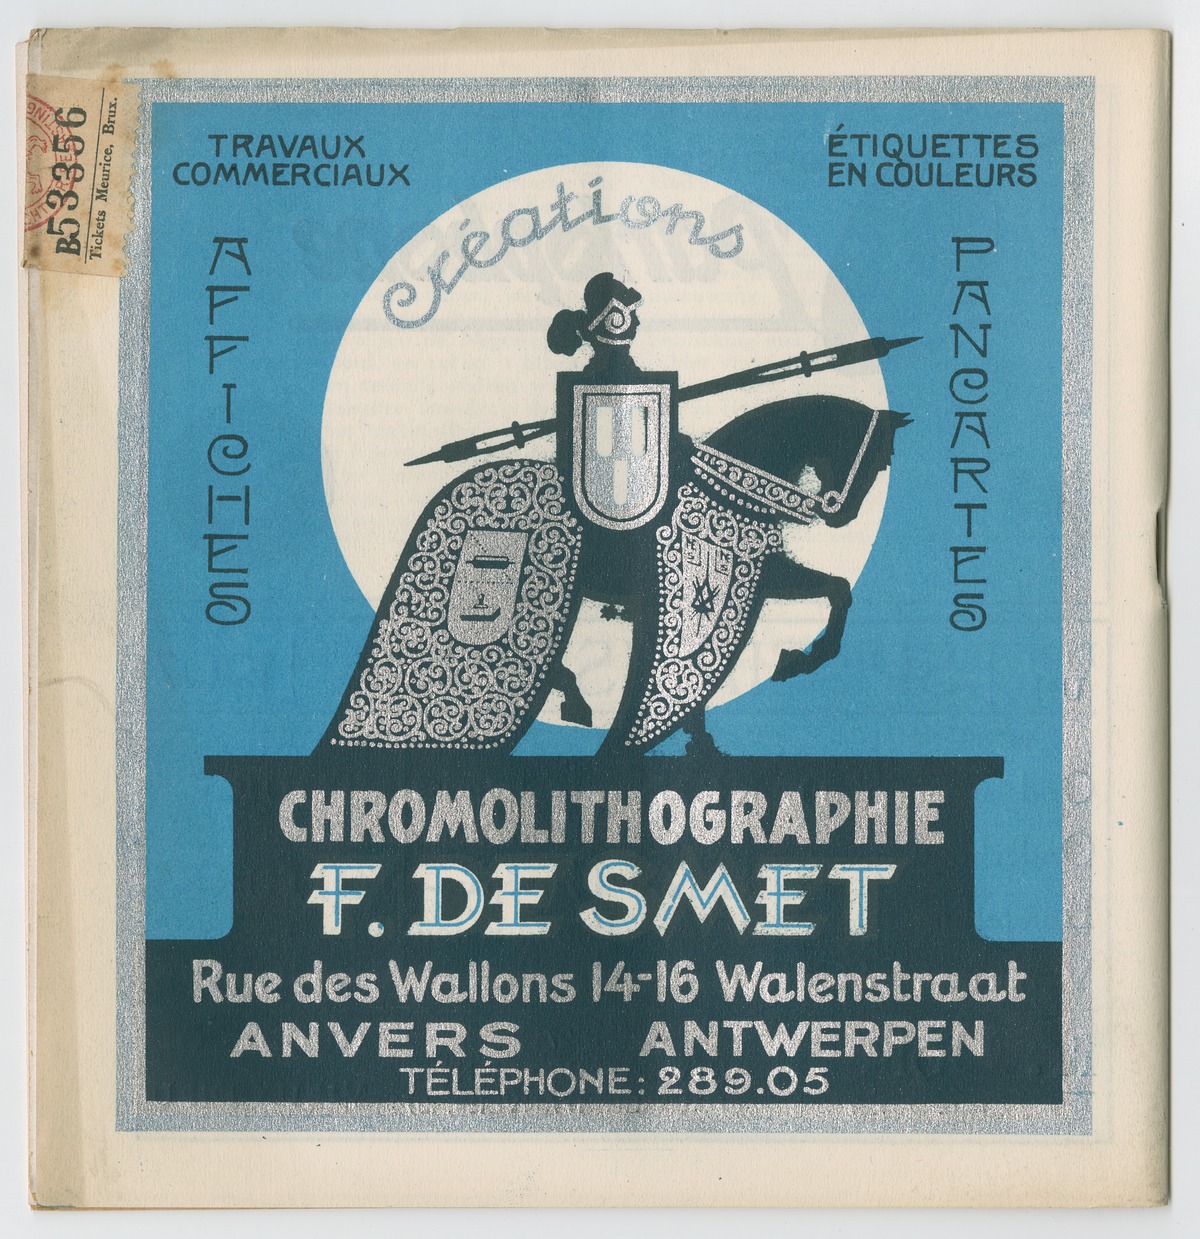 TRAVAUX
COMMERCIAUX
ÉTIQUETTES
EN COULEURS
Créations
AFFICHES
PANCARTES
CHROMOLITHOGRAPHIE
F. DE SMET
Rue des Wallons 14-16 Walenstraat
ANVERS ANTWERPEN
TÉLÉPHONE: 289.05
B53356
Tickets Meurice, Brux.